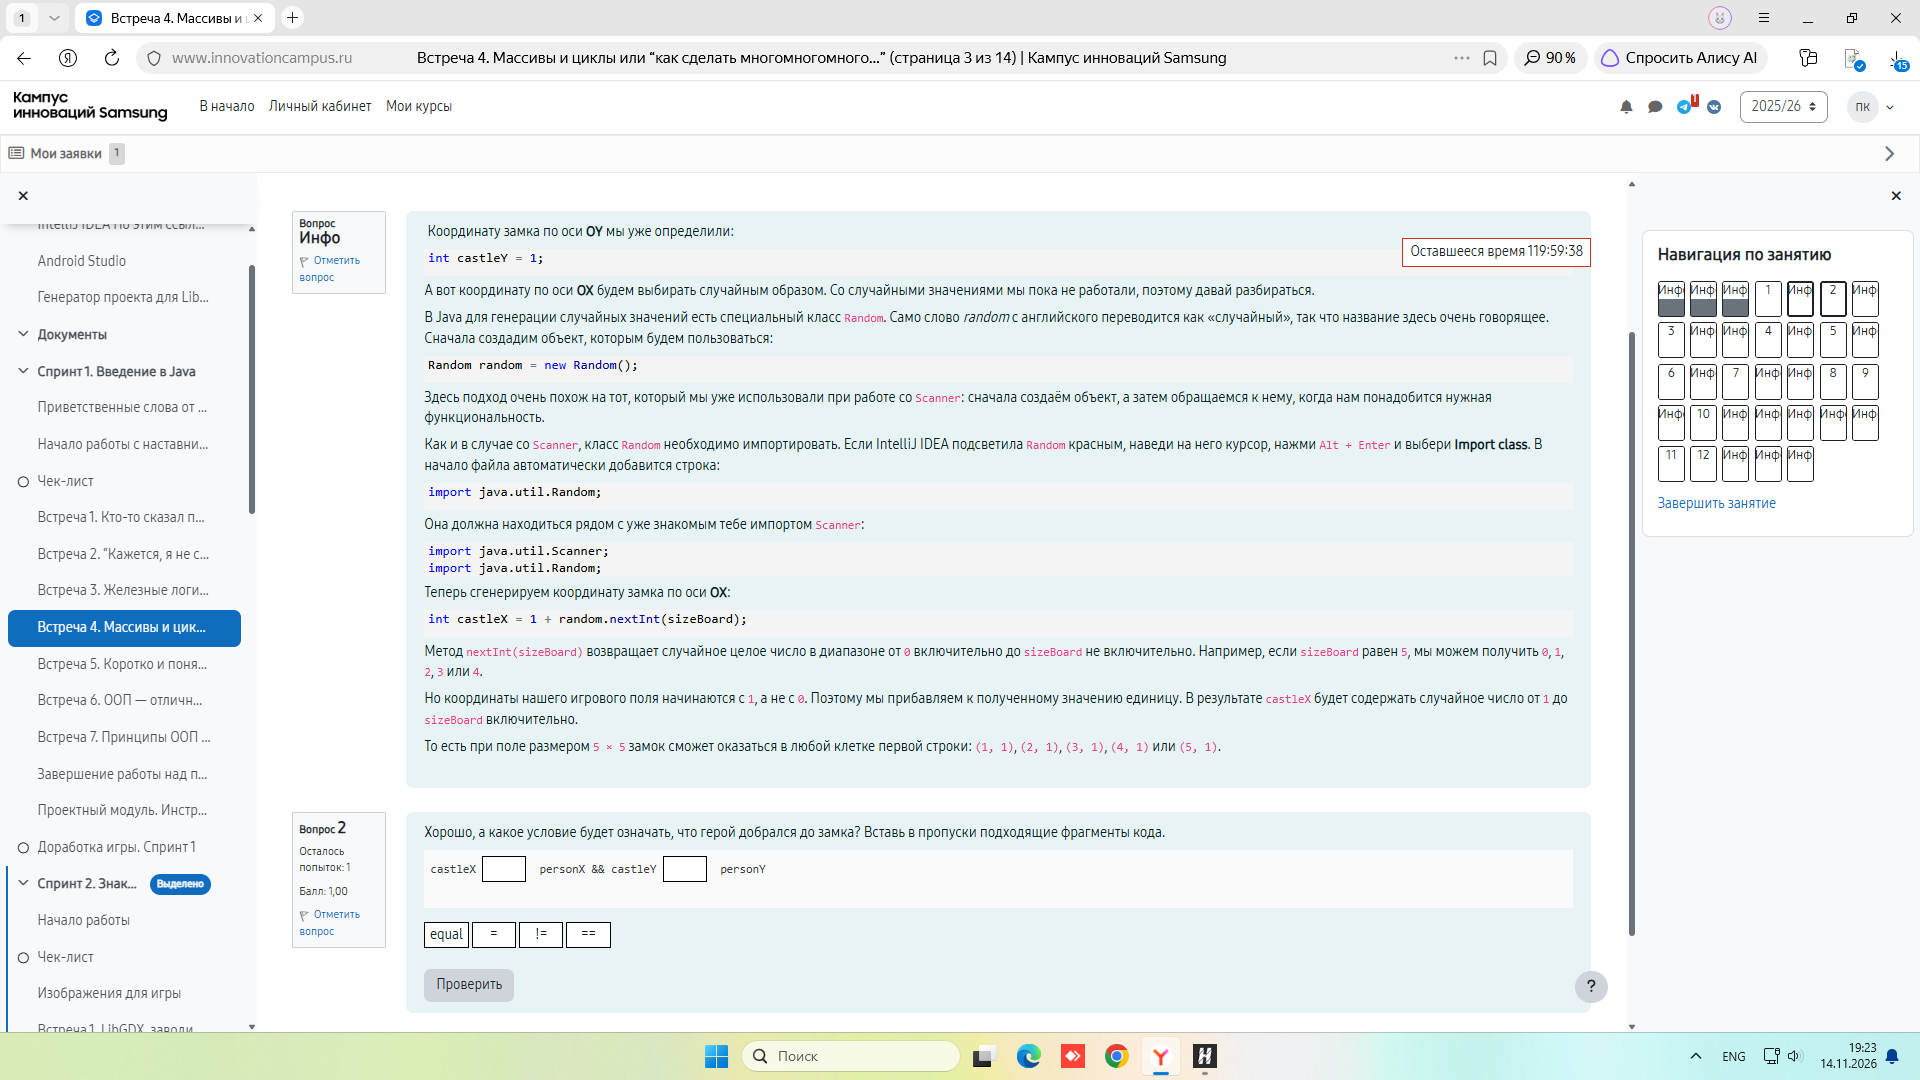 1
Встреча 4. Массивы и
www.innovationcampus.ru
Встреча 4. Массивы и циклы или “как сделать многомногомного...” (страница 3 из 14) | Кампус инноваций Samsung
90 %
Спросить Алису AI
15
Кампус
инноваций Samsung
В начало
Личный кабинет
Мои курсы
1
2025/26
ПК
Мои заявки 1
IntelliJ IDEA по этим ссыл...
Android Studio
Генератор проекта для Lib...
Документы
Спринт 1. Введение в Java
Приветственные слова от ...
Начало работы с наставни...
Чек-лист
Встреча 1. Кто-то сказал п...
Встреча 2. “Кажется, я не с...
Встреча 3. Железные логи...
Встреча 4. Массивы и цик...
Встреча 5. Коротко и поня...
Встреча 6. ООП — отличн...
Встреча 7. Принципы ООП ...
Завершение работы над п...
Проектный модуль. Инстр...
Доработка игры. Спринт 1
Спринт 2. Знак... Выделено
Начало работы
Чек-лист
Изображения для игры
Встреча 1. LibGDX, заводи...
Вопрос
Инфо
Отметить
вопрос
Координату замка по оси OY мы уже определили:
Оставшееся время 119:59:38
int castleY = 1;
А вот координату по оси OX будем выбирать случайным образом. Со случайными значениями мы пока не работали, поэтому давай разбираться.
В Java для генерации случайных значений есть специальный класс Random. Само слово random с английского переводится как «случайный», так что название здесь очень говорящее.
Сначала создадим объект, которым будем пользоваться:
Random random = new Random();
Здесь подход очень похож на тот, который мы уже использовали при работе со Scanner: сначала создаём объект, а затем обращаемся к нему, когда нам понадобится нужная
функциональность.
Как и в случае со Scanner, класс Random необходимо импортировать. Если IntelliJ IDEA подсветила Random красным, наведи на него курсор, нажми Alt + Enter и выбери Import class. В
начало файла автоматически добавится строка:
import java.util.Random;
Она должна находиться рядом с уже знакомым тебе импортом Scanner:
import java.util.Scanner;
import java.util.Random;
Теперь сгенерируем координату замка по оси OX:
int castleX = 1 + random.nextInt(sizeBoard);
Метод nextInt(sizeBoard) возвращает случайное целое число в диапазоне от 0 включительно до sizeBoard не включительно. Например, если sizeBoard равен 5, мы можем получить 0, 1,
2, 3 или 4.
Но координаты нашего игрового поля начинаются с 1, а не с 0. Поэтому мы прибавляем к полученному значению единицу. В результате castleX будет содержать случайное число от 1 до
sizeBoard включительно.
То есть при поле размером 5 × 5 замок сможет оказаться в любой клетке первой строки: (1, 1), (2, 1), (3, 1), (4, 1) или (5, 1).
Вопрос 2
Осталось
попыток: 1
Балл: 1,00
Отметить
вопрос
Хорошо, а какое условие будет означать, что герой добрался до замка? Вставь в пропуски подходящие фрагменты кода.
castleX personX && castleY personY
equal = != ==
Проверить
?
Навигация по занятию
Инф Инф Инф 1 Инф 2 Инф
3 Инф Инф 4 Инф 5 Инф
6 Инф 7 Инф Инф 8 9
Инф 10 Инф Инф Инф Инф Инф
11 12 Инф Инф Инф
Завершить занятие
Поиск
ENG
19:23
14.11.2026